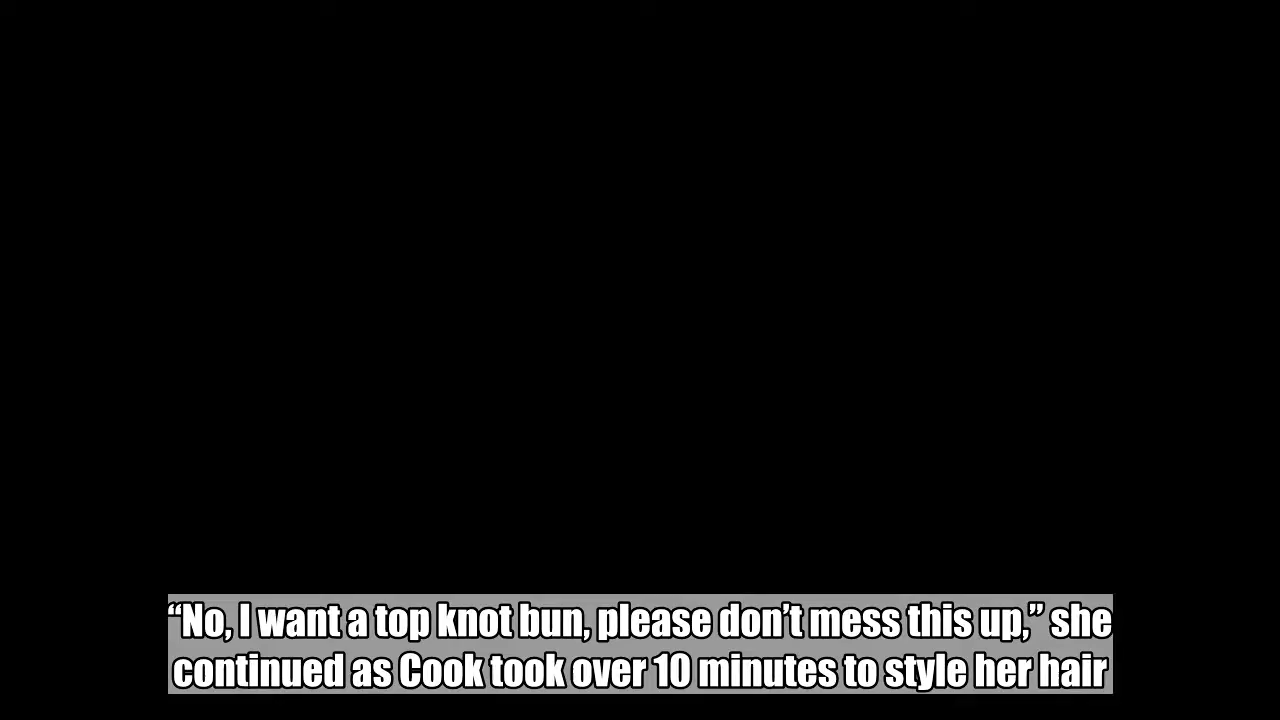 “No, I want a top knot bun, please don’t mess this up,” she
continued as Cook took over 10 minutes to style her hair